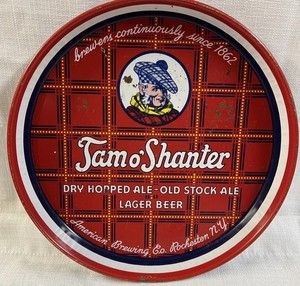 brewers continuously since 1862
Tam o' Shanter
DRY HOPPED ALE - OLD STOCK ALE
LAGER BEER
American Brewing Co. Rochester N.Y.